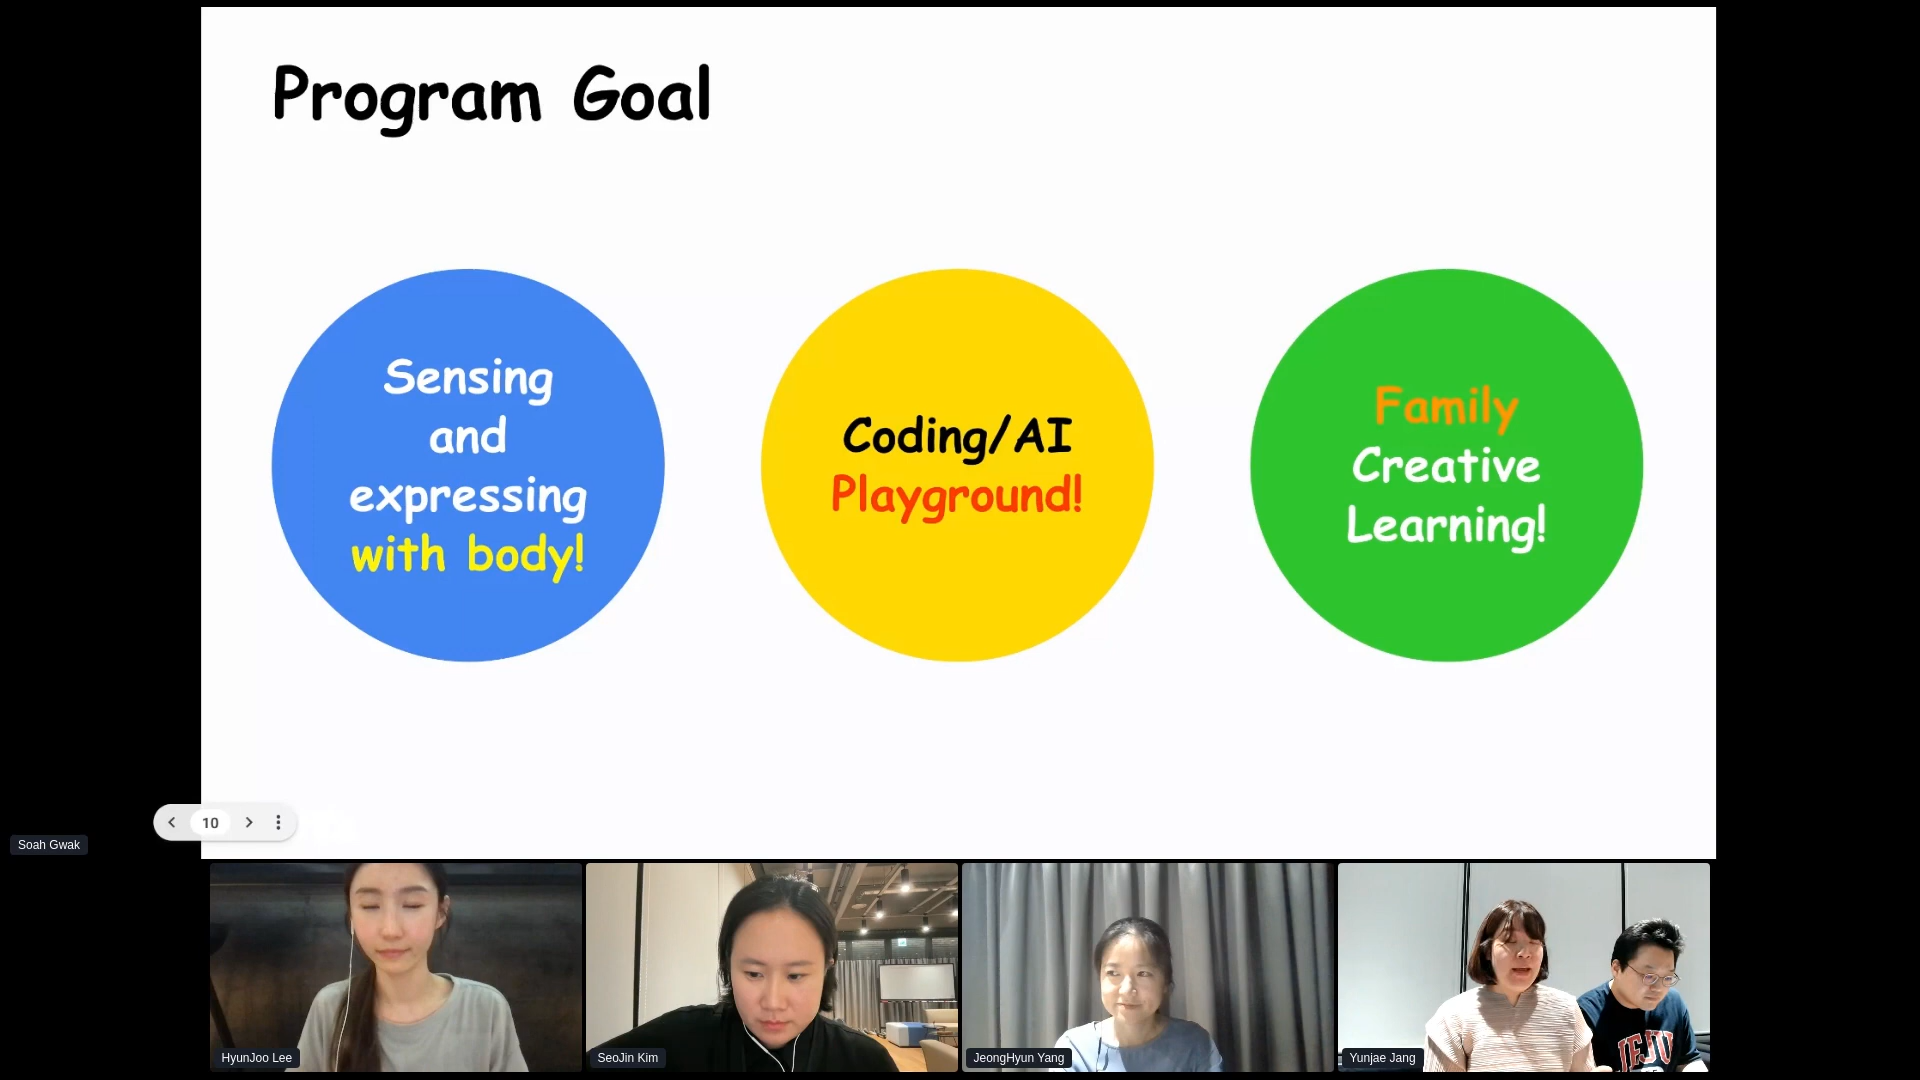 Program Goal
Sensing
and
expressing
with body!
Coding/AI
Playground!
Family
Creative
Learning!
10
Soah Gwak
HyunJoo Lee
SeoJin Kim
JeongHyun Yang
Yunjae Jang
JEJU